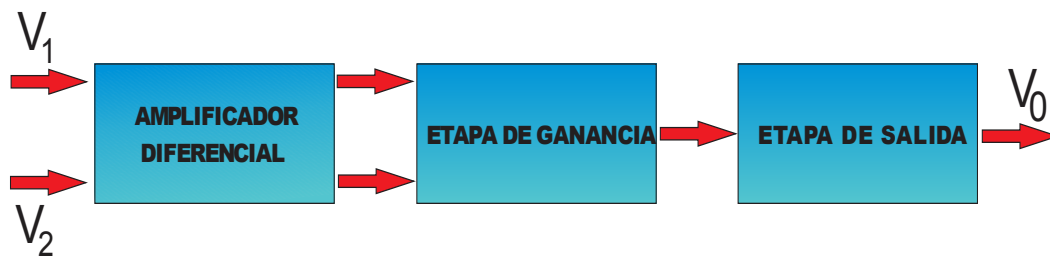 V1
AMPLIFICADOR
DIFERENCIAL
ETAPA DE GANANCIA
ETAPA DE SALIDA
V0
V2